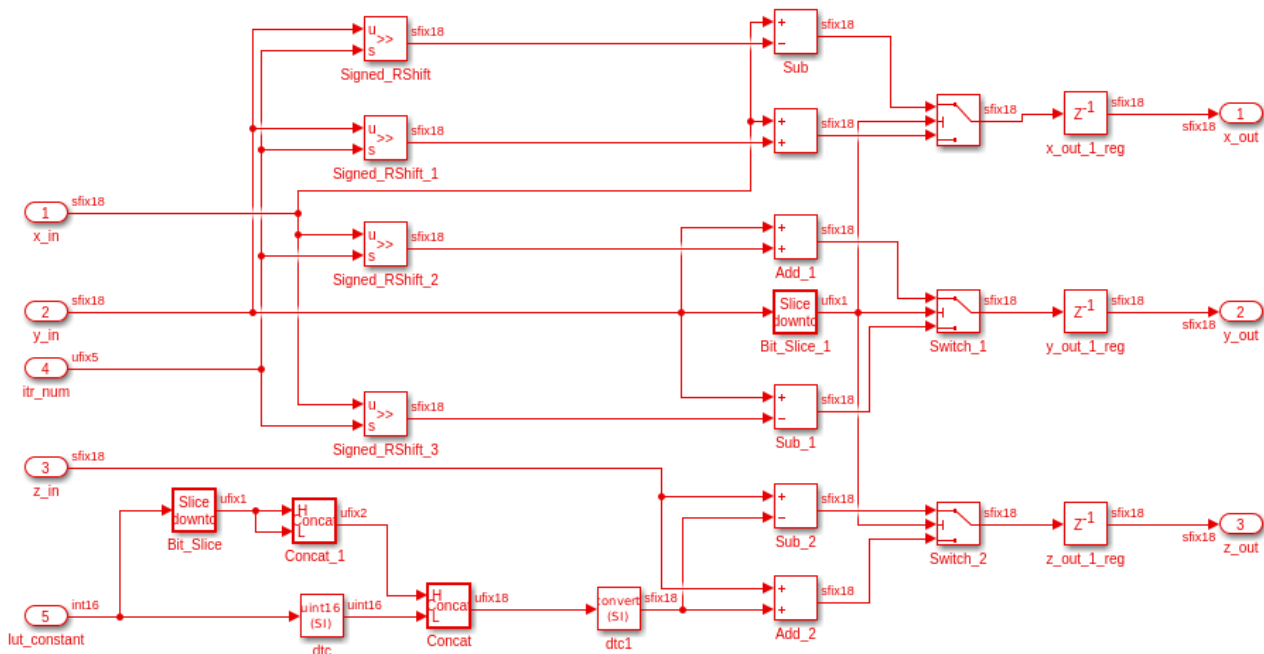 u
s
>>
sfix18
Signed_RShift
+
−
sfix18
Sub
u
s
>>
sfix18
Signed_RShift_1
+
+
sfix18
sfix18
Z-1
sfix18
x_out_1_reg
sfix18
1
x_out
1
sfix18
x_in
u
s
>>
sfix18
Signed_RShift_2
+
+
sfix18
Add_1
2
sfix18
y_in
Slice
downto
ufix1
Bit_Slice_1
sfix18
Switch_1
Z-1
sfix18
y_out_1_reg
sfix18
2
y_out
4
ufix5
itr_num
u
s
>>
sfix18
Signed_RShift_3
+
−
sfix18
Sub_1
3
sfix18
z_in
Slice
downto
ufix1
Bit_Slice
H
L
Concat
ufix2
Concat_1
+
−
sfix18
Sub_2
sfix18
Switch_2
Z-1
sfix18
z_out_1_reg
sfix18
3
z_out
5
int16
lut_constant
uint16
(SI)
uint16
dtc
H
L
Concat
ufix18
Concat
convert
(SI)
sfix18
dtc1
+
+
sfix18
Add_2